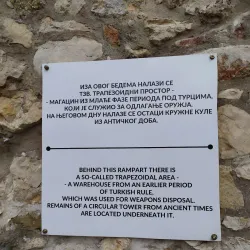 ИЗА ОВОГ БЕДЕМА НАЛАЗИ СЕ
ТЗВ. ТРАПЕЗОИДНИ ПРОСТОР -
- МАГАЦИН ИЗ МЛАЂЕ ФАЗЕ ПЕРИОДА ПОД ТУРЦИМА,
КОЈИ ЈЕ СЛУЖИО ЗА ОДЛАГАЊЕ ОРУЖЈА.
НА ЊЕГОВОМ ДНУ НАЛАЗЕ СЕ ОСТАЦИ КРУЖНЕ КУЛЕ
ИЗ АНТИЧКОГ ДОБА.
BEHIND THIS RAMPART THERE IS
A SO-CALLED TRAPEZOIDAL AREA -
- A WAREHOUSE FROM AN EARLIER PERIOD
OF TURKISH RULE,
WHICH WAS USED FOR WEAPONS DISPOSAL.
REMAINS OF A CIRCULAR TOWER FROM ANCIENT TIMES
ARE LOCATED UNDERNEATH IT.